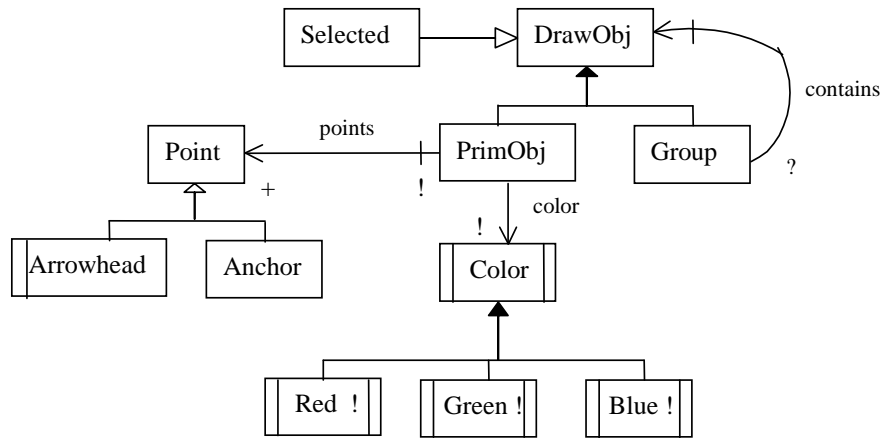 Selected
DrawObj
contains
points
Point
PrimObj
Group
?
+
!
color
!
Arrowhead
Anchor
Color
Red !
Green !
Blue !